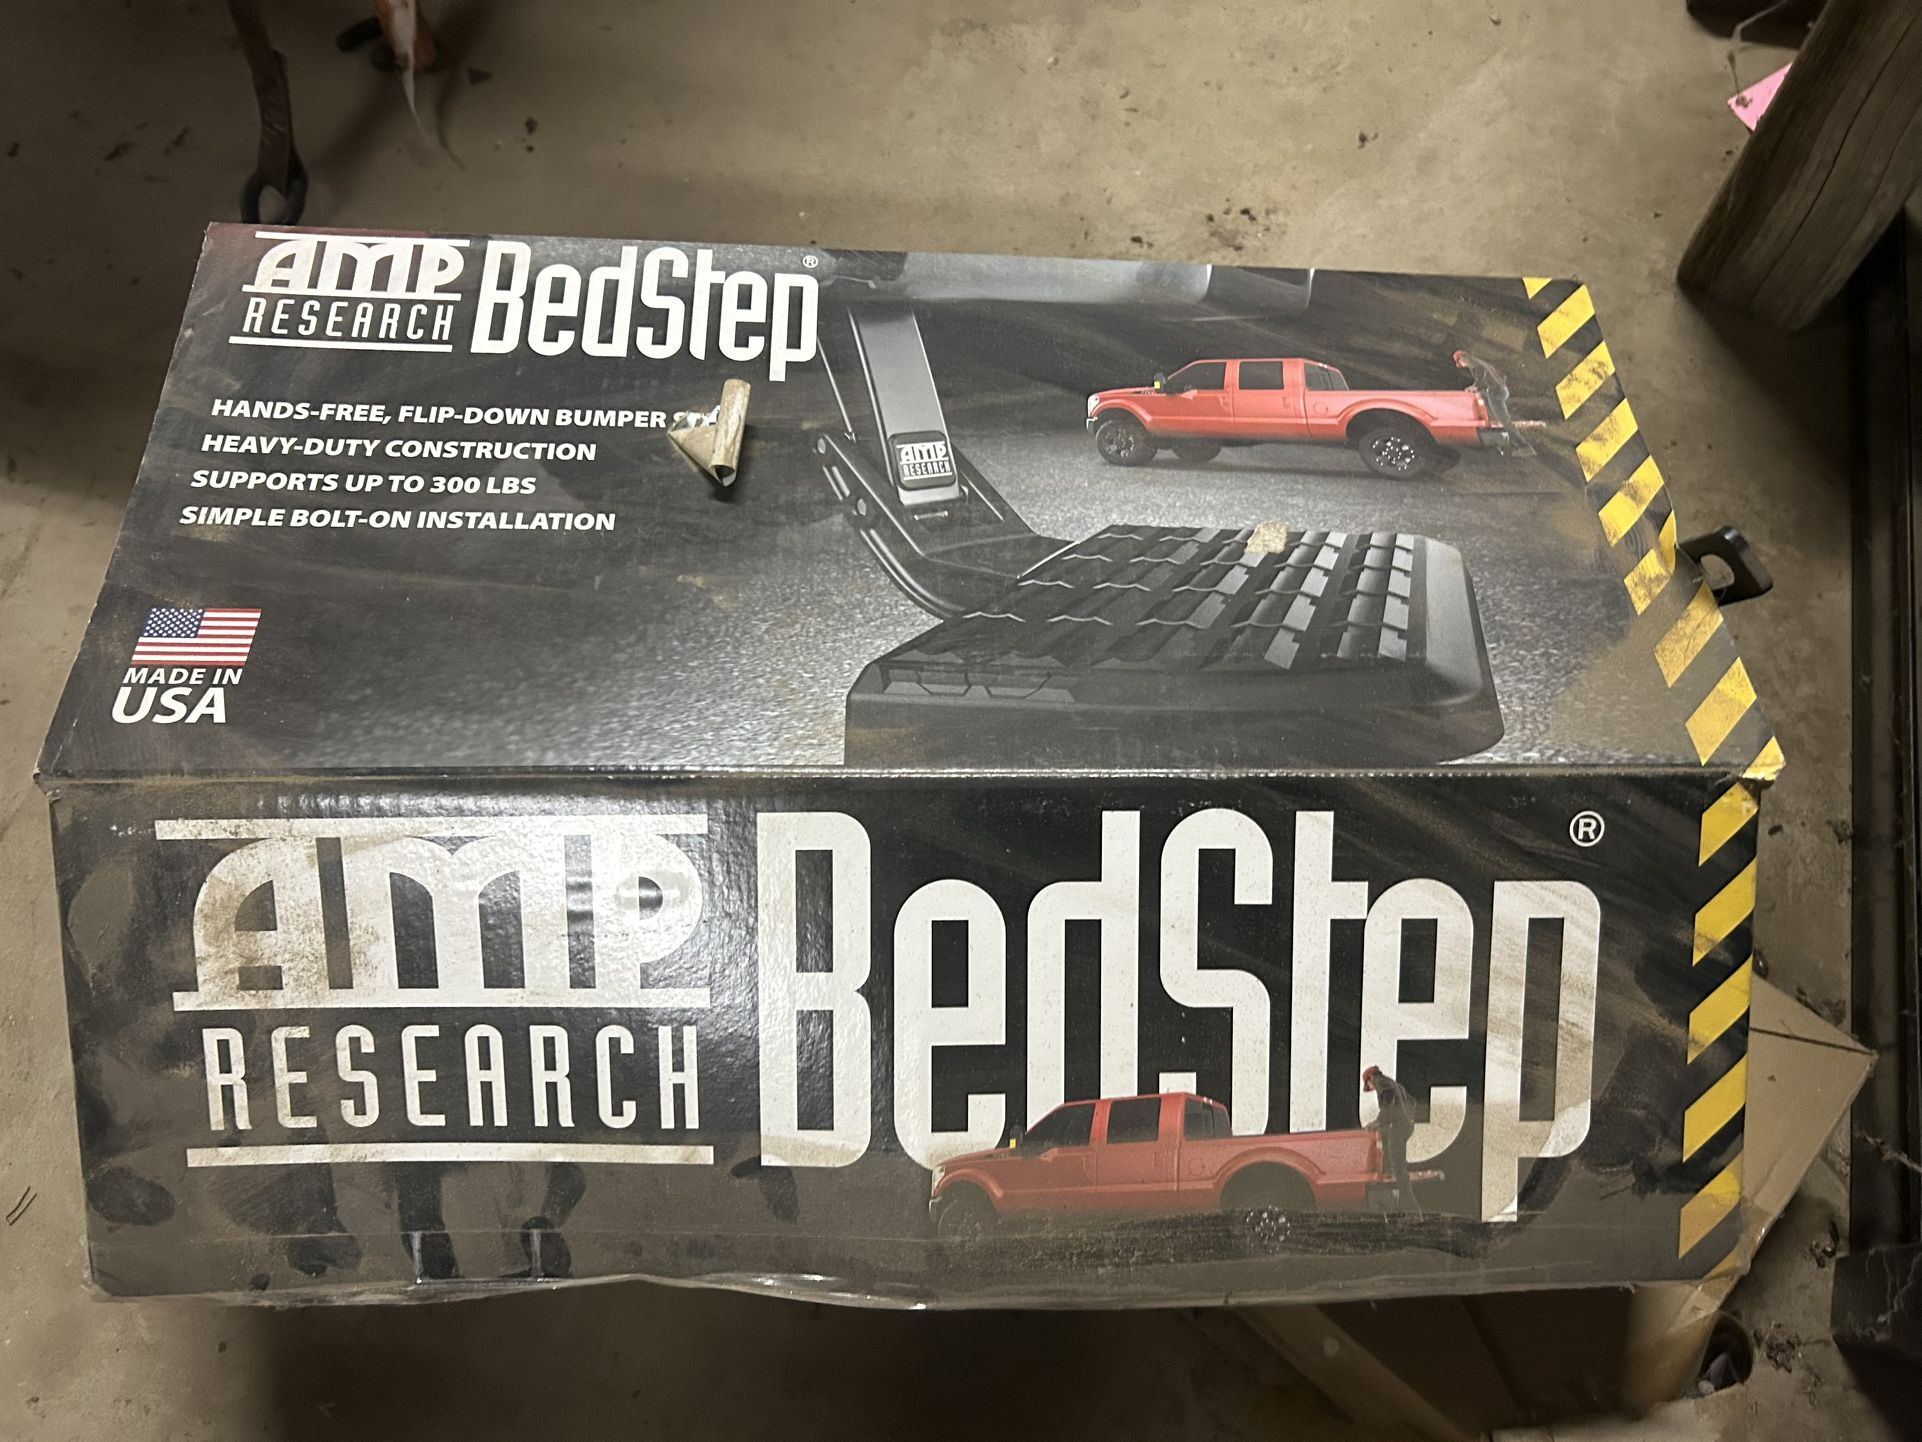 AMP
RESEARCH
BedStep®
HANDS-FREE, FLIP-DOWN BUMPER
HEAVY-DUTY CONSTRUCTION
SUPPORTS UP TO 300 LBS
SIMPLE BOLT-ON INSTALLATION
AMP
RESEARCH
MADE IN
USA
AMP
RESEARCH
BedStep®